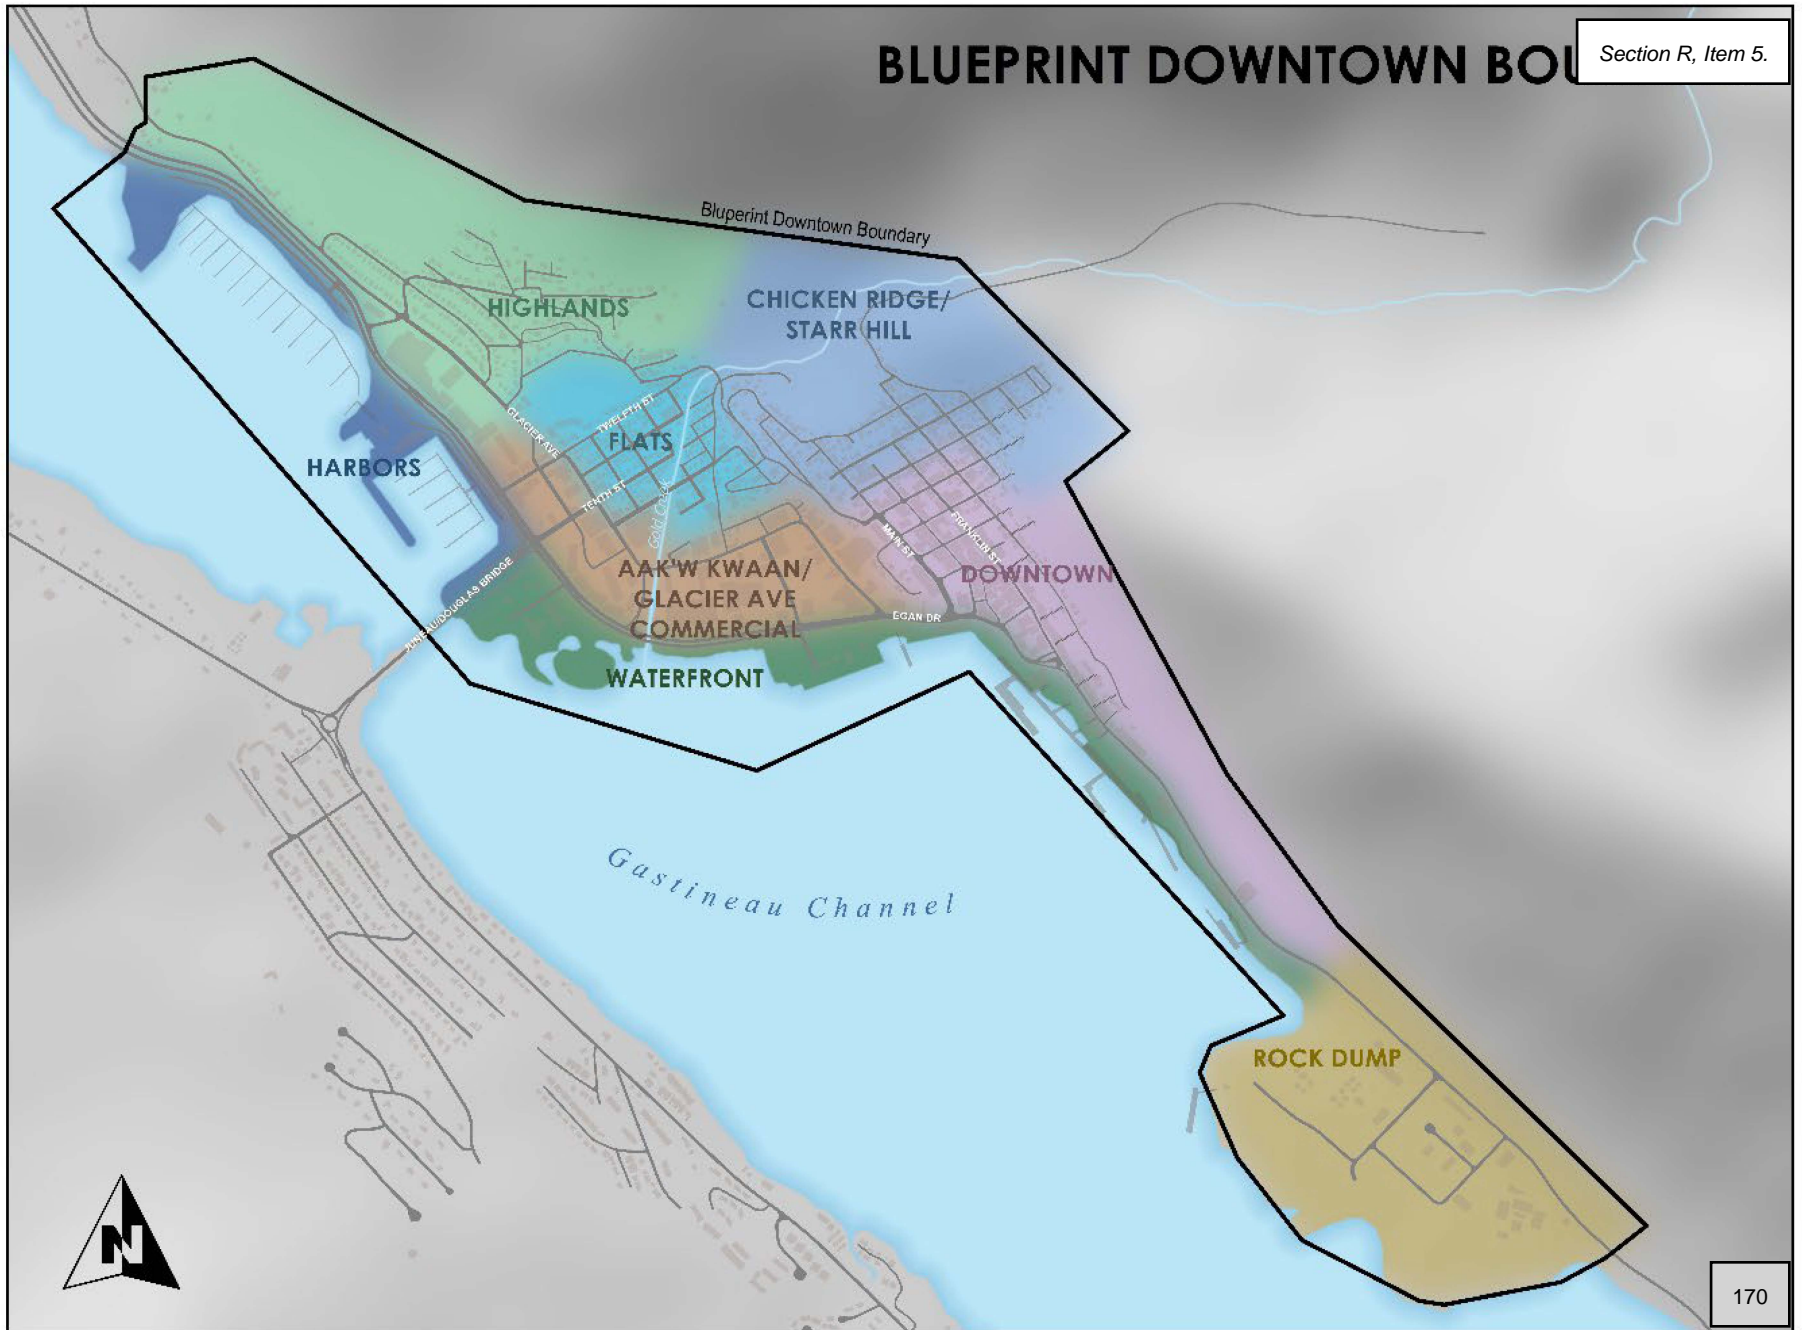 BLUEPRINT DOWNTOWN BOU
Section R, Item 5.
Bluperint Downtown Boundary
HIGHLANDS
CHICKEN RIDGE/
STARR HILL
GLACIER AVE
TWELFTH ST
FLATS
HARBORS
TENTH ST
Gold Creek
MAIN ST
FRANKLIN ST
JUNEAU/DOUGLAS BRIDGE
AAK'W KWAAN/
GLACIER AVE
COMMERCIAL
DOWNTOWN
EGAN DR
WATERFRONT
Gastineau Channel
ROCK DUMP
N
170